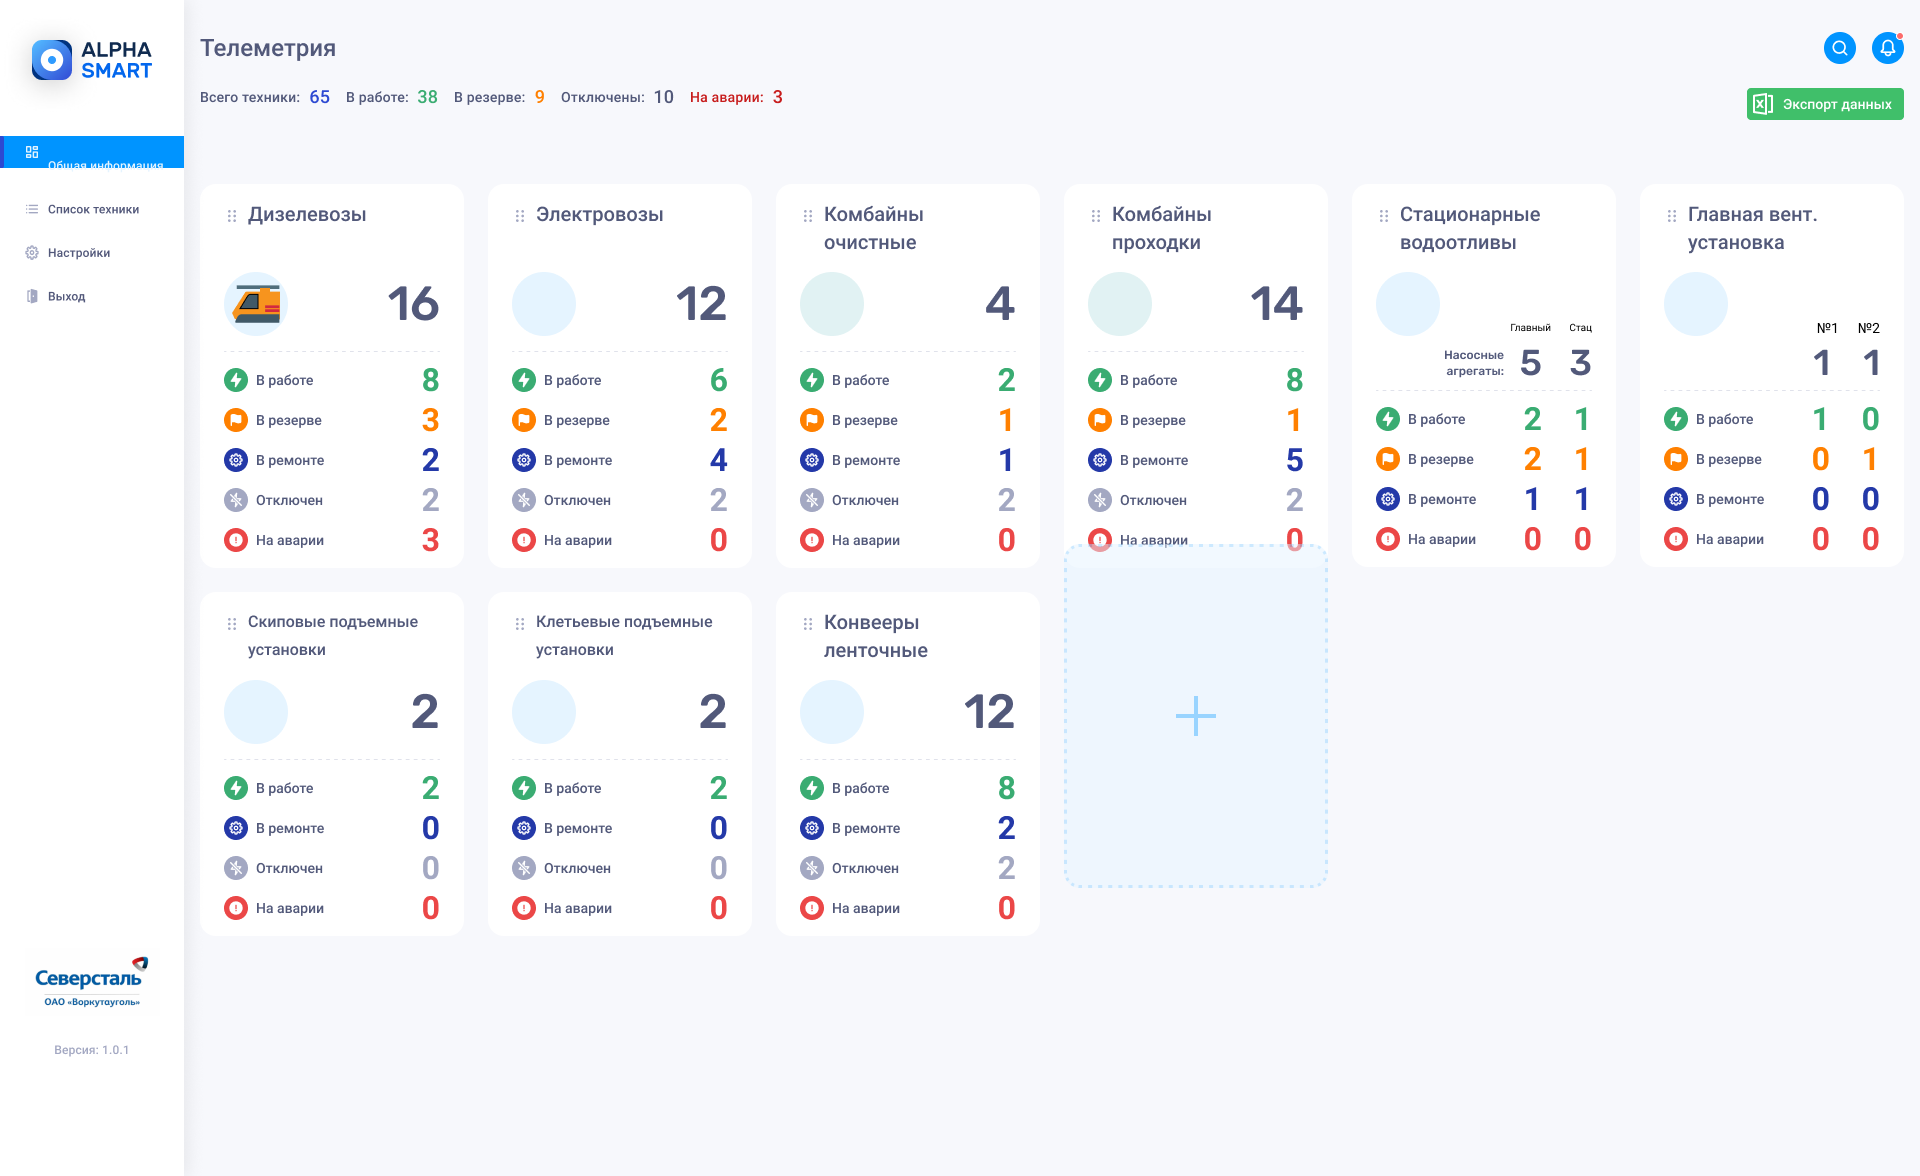 ALPHA
SMART
Общая информация
Список техники
Настройки
Выход
Северсталь
ОАО «Воркутауголь»
Версия: 1.0.1
Телеметрия
Всего техники: 65 В работе: 38 В резерве: 9 Отключены: 10 На аварии: 3
Экспорт данных
Дизелевозы
16
В работе 8
В резерве 3
В ремонте 2
Отключен 2
На аварии 3
Электровозы
12
В работе 6
В резерве 2
В ремонте 4
Отключен 2
На аварии 0
Комбайны
очистные
4
В работе 2
В резерве 1
В ремонте 1
Отключен 2
На аварии 0
Комбайны
проходки
14
В работе 8
В резерве 1
В ремонте 5
Отключен 2
На аварии 0
Стационарные
водоотливы
Главный Стац
Насосные
агрегаты: 5 3
В работе 2 1
В резерве 2 1
В ремонте 1 1
На аварии 0 0
Главная вент.
установка
№1 №2
1 1
В работе 1 0
В резерве 0 1
В ремонте 0 0
На аварии 0 0
Скиповые подъемные
установки
2
В работе 2
В ремонте 0
Отключен 0
На аварии 0
Клетьевые подъемные
установки
2
В работе 2
В ремонте 0
Отключен 0
На аварии 0
Конвееры
ленточные
12
В работе 8
В ремонте 2
Отключен 2
На аварии 0